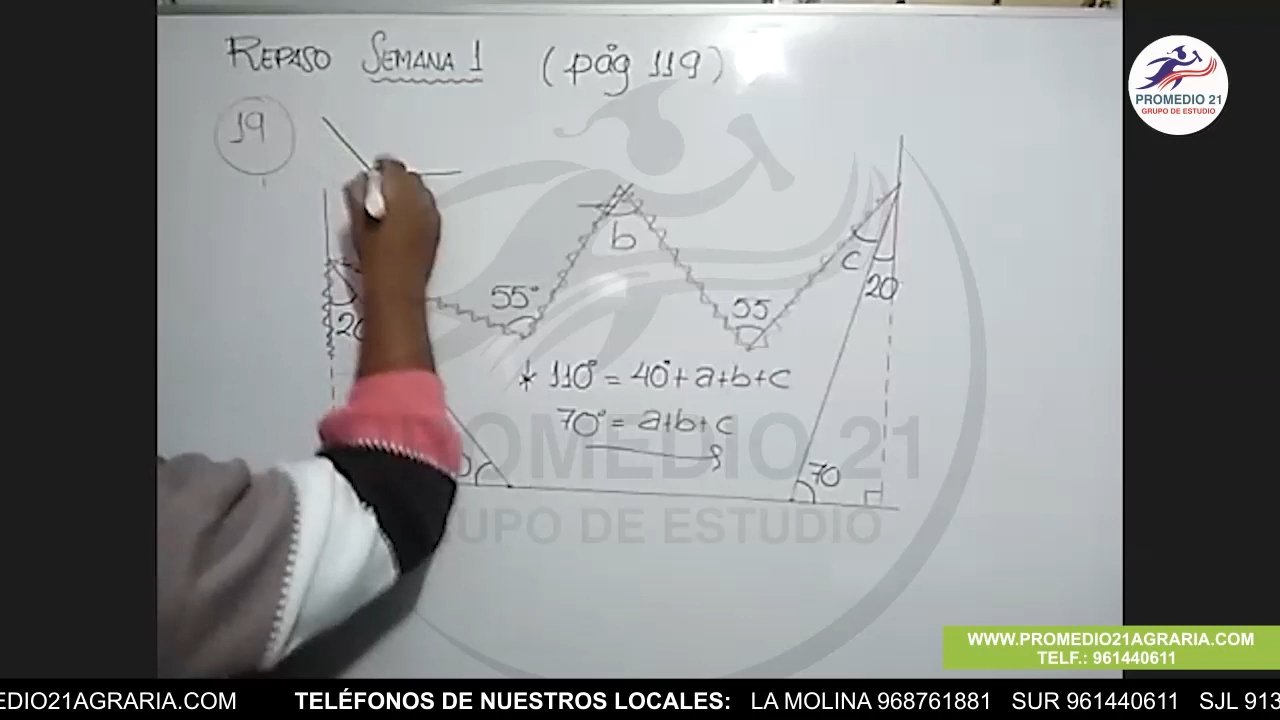 REPASO SEMANA 1 (pág 119)
19
PROMEDIO 21
GRUPO DE ESTUDIO
b
55°
55
c
20
20
* 110° = 40° + a+b+c
70° = a+b+c
70
PROMEDIO 21
GRUPO DE ESTUDIO
WWW.PROMEDIO21AGRARIA.COM
TELF.: 961440611
EDIO21AGRARIA.COM TELÉFONOS DE NUESTROS LOCALES: LA MOLINA 968761881 SUR 961440611 SJL 913